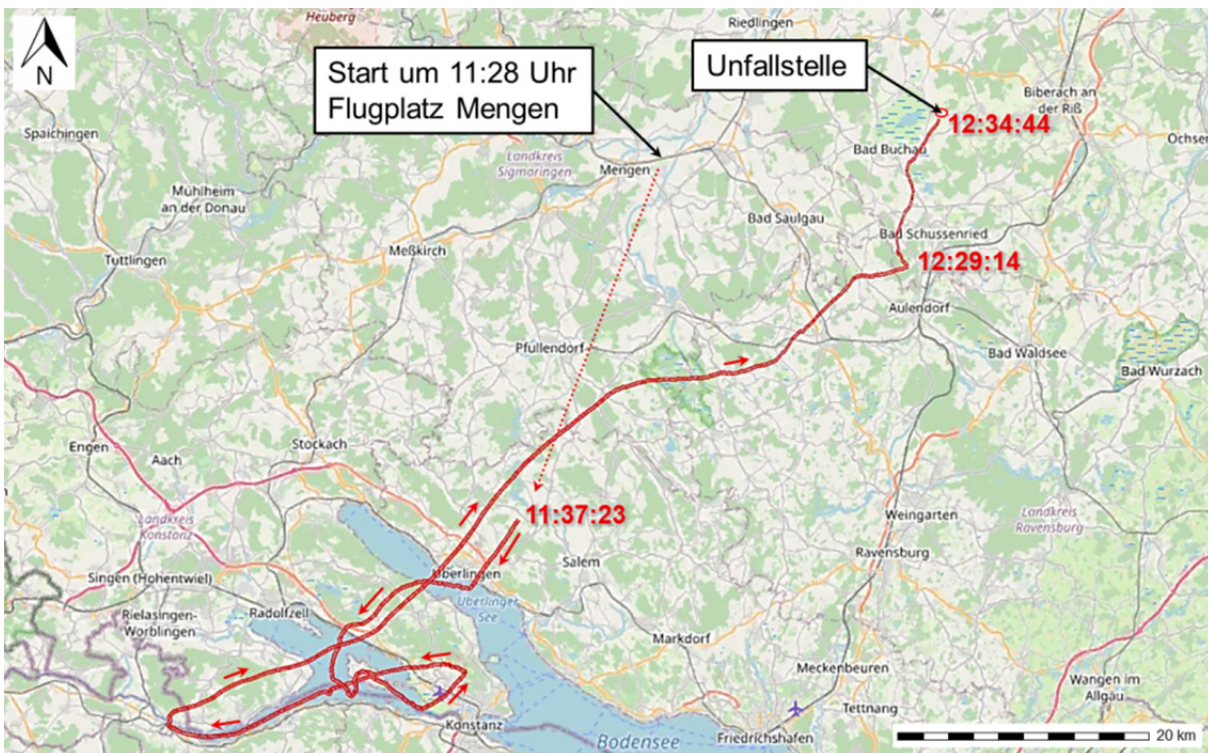 Heuberg
Riedlingen
N
Start um 11:28 Uhr
Flugplatz Mengen
Unfallstelle
Biberach an
der Riß
12:34:44
Spaichingen
Ochser
Landkreis
Sigmaringen
Mengen
Bad Buchau
Mühlheim
an der Donau
Bad Saulgau
Bad Schussenried
Meßkirch
Tuttlingen
12:29:14
Aulendorf
Pfullendorf
Bad Waldsee
Bad Wurzach
Engen
Aach
Stockach
11:37:23
Landkreis
Konstanz
Weingarten
Landkreis
Ravensburg
Salem
Ravensburg
Singen (Hohentwiel)
Überlingen
Überlinger
See
Radolfzell
Rielasingen-
Worblingen
Markdorf
Meckenbeuren
Wangen im
Allgäu
Tettnang
Konstanz
Bodensee
Friedrichshafen
20 km